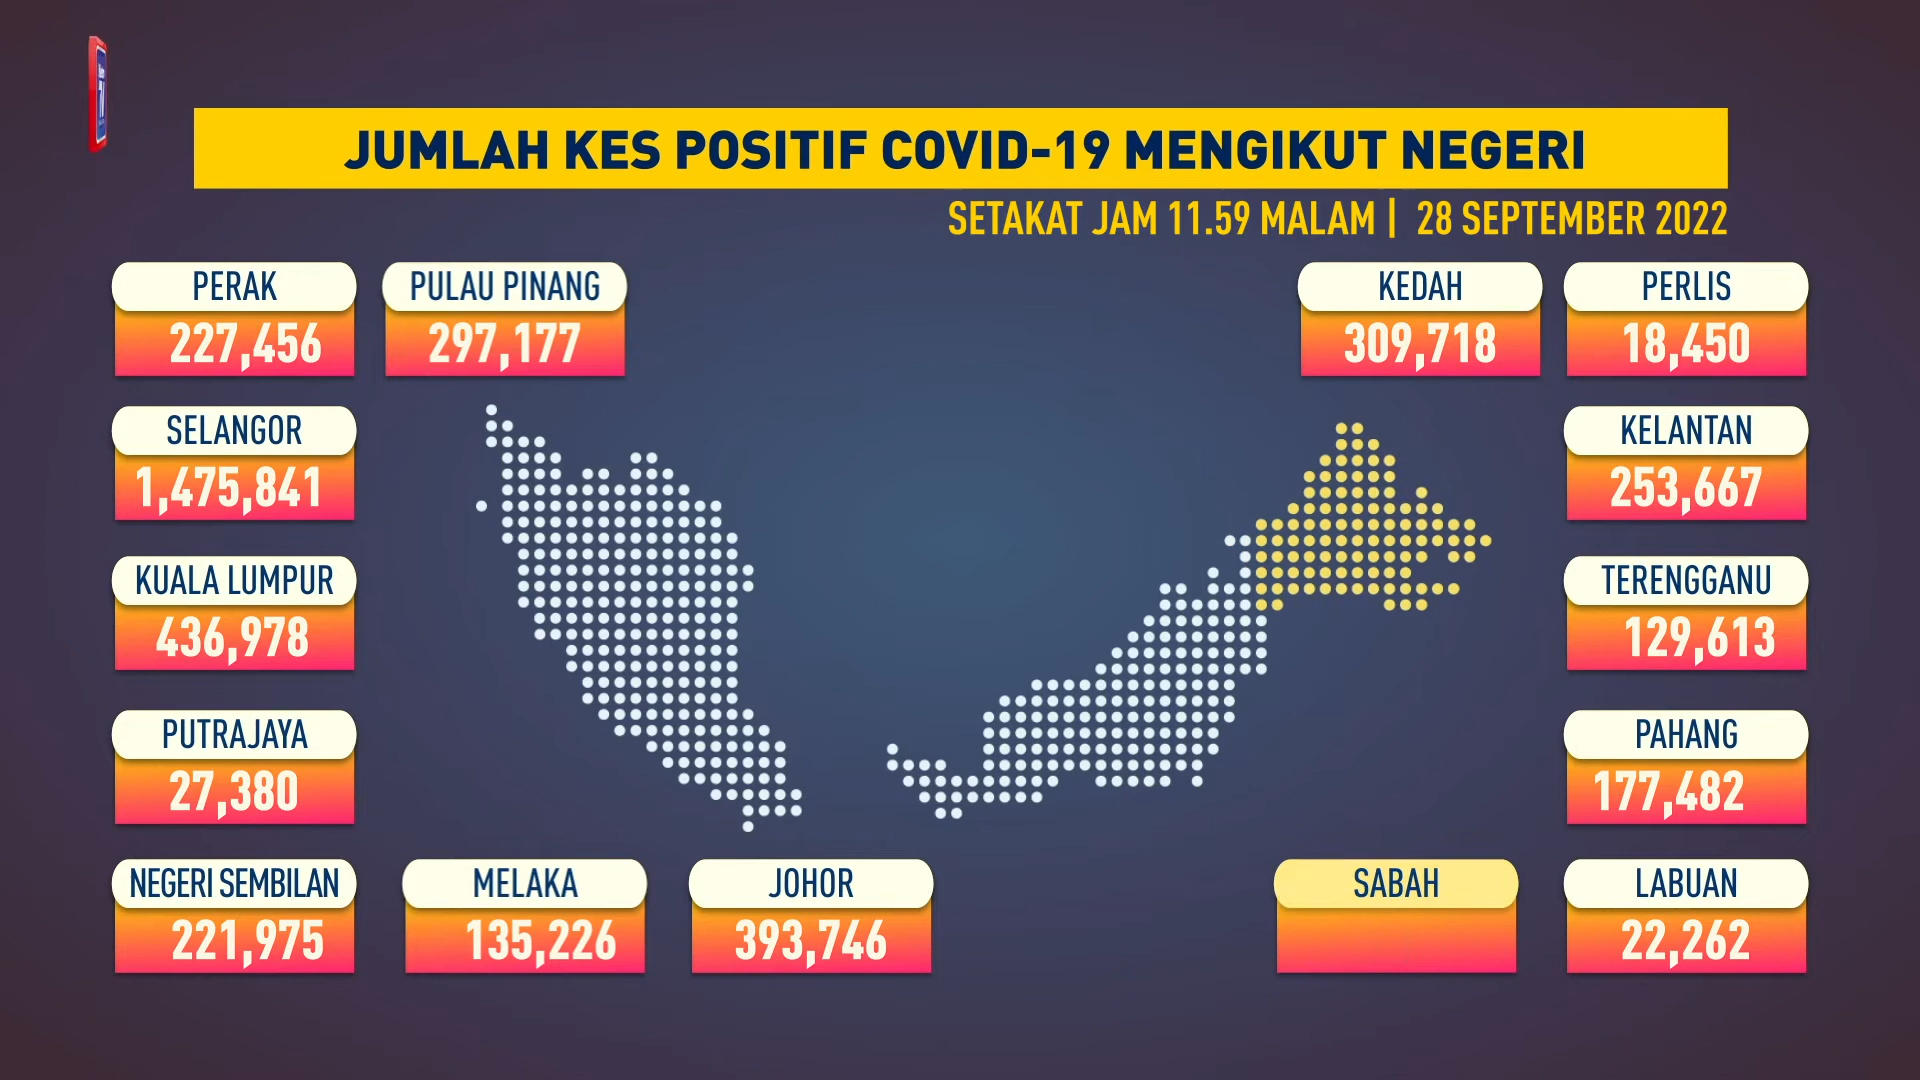 JUMLAH KES POSITIF COVID-19 MENGIKUT NEGERI
SETAKAT JAM 11.59 MALAM | 28 SEPTEMBER 2022
PERAK
227,456
PULAU PINANG
297,177
KEDAH
309,718
PERLIS
18,450
SELANGOR
1,475,841
KELANTAN
253,667
KUALA LUMPUR
436,978
TERENGGANU
129,613
PUTRAJAYA
27,380
PAHANG
177,482
NEGERI SEMBILAN
221,975
MELAKA
135,226
JOHOR
393,746
SABAH
LABUAN
22,262